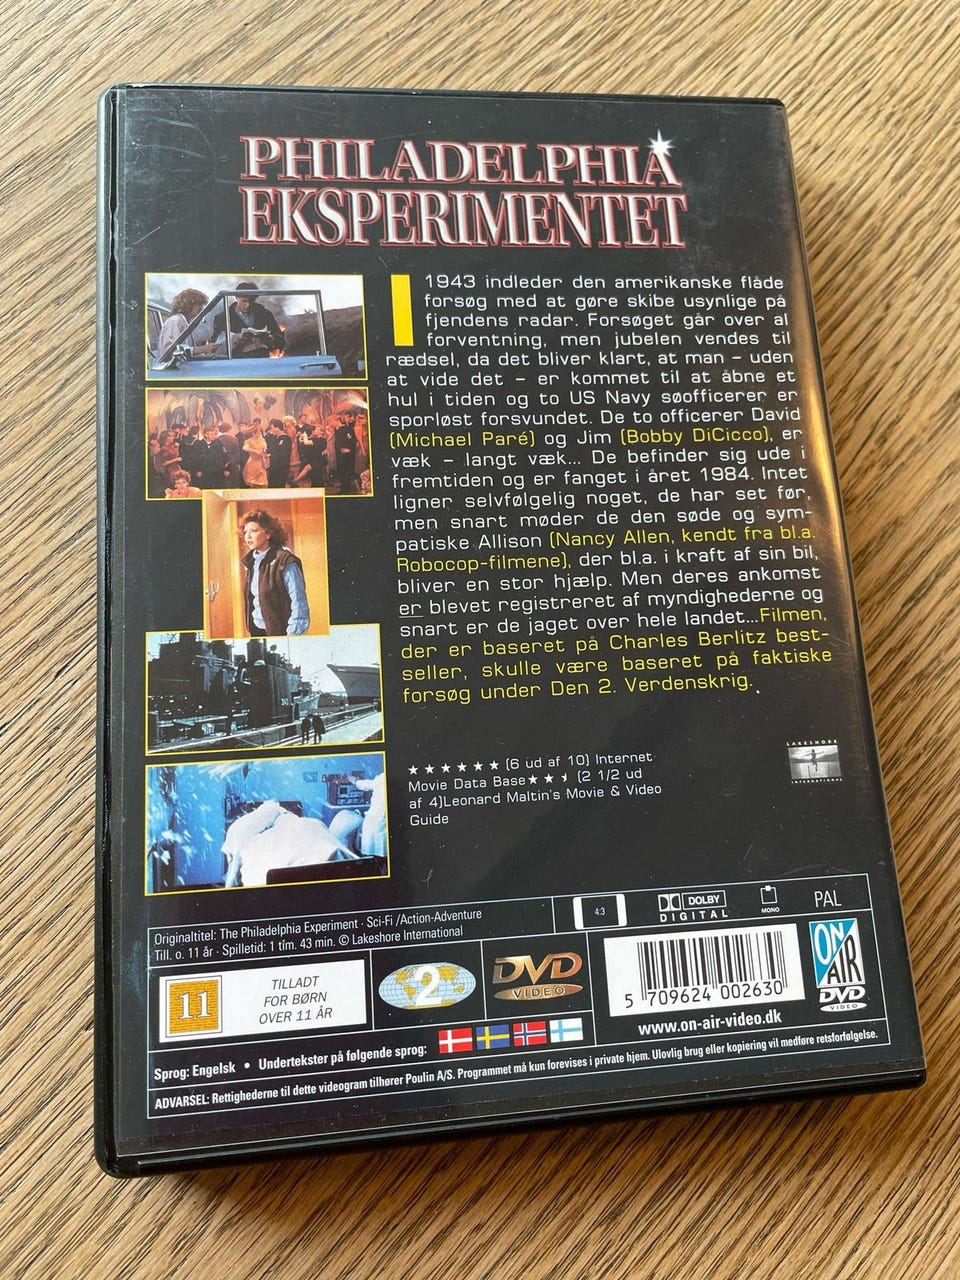 PHILADELPHIA
EKSPERIMENTET
I 1943 indleder den amerikanske flåde
forsøg med at gøre skibe usynlige på
fjendens radar. Forsøget går over al
forventning, men jubelen vendes til
rædsel, da det bliver klart, at man – uden
at vide det – er kommet til at åbne et
hul i tiden og to US Navy søofficerer er
sporløst forsvundet. De to officerer David
(Michael Paré) og Jim (Bobby DiCicco), er
væk – langt væk... De befinder sig ude i
fremtiden og er fanget i året 1984. Intet
ligner selvfølgelig noget, de har set før,
men snart møder de den søde og sym-
patiske Allison (Nancy Allen, kendt fra bl.a.
Robocop-filmene), der bl.a. i kraft af sin bil,
bliver en stor hjælp. Men deres ankomst
er blevet registreret af myndighederne og
snart er de jaget over hele landet...Filmen,
der er baseret på Charles Berlitz best-
seller, skulle være baseret på faktiske
forsøg under Den 2. Verdenskrig.
LAKESHORE
INTERNATIONAL
★★★★★★ (6 ud af 10) Internet
Movie Data Base★★⯨ (2 1/2 ud
af 4)Leonard Maltin's Movie & Video
Guide
Originaltitel: The Philadelphia Experiment · Sci-Fi /Action-Adventure
Till. o. 11 år · Spilletid: 1 tim. 43 min. © Lakeshore International
4:3
DOLBY
DIGITAL
MONO
PAL
11
TILLADT
FOR BØRN
OVER 11 ÅR
2
DVD
VIDEO
5 709624 002630
www.on-air-video.dk
ON
AIR
DVD
VIDEO
Sprog: Engelsk • Undertekster på følgende sprog:
ADVARSEL: Rettighederne til dette videogram tilhører Poulin A/S. Programmet må kun forevises i private hjem. Ulovlig brug eller kopiering vil medføre retsforfølgelse.